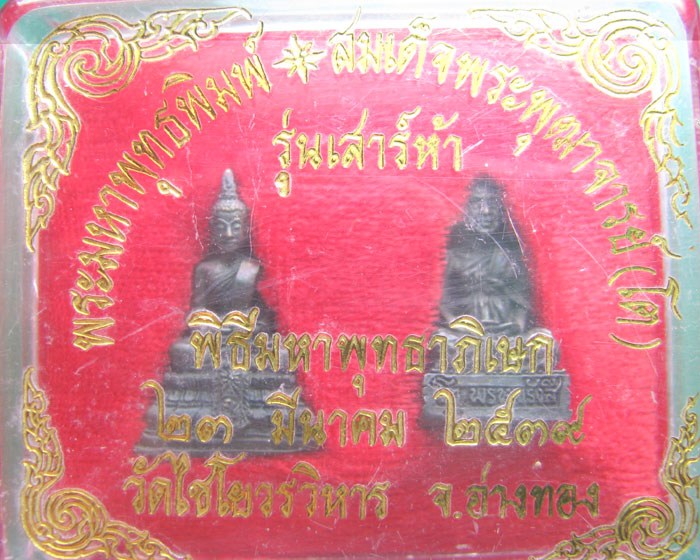 พระมหาพุทธพิมพ์ ✵ สมเด็จพระพุฒาจารย์ (โต)
รุ่นเสาร์ห้า
พิธีมหาพุทธาภิเษก
๒๓ มีนาคม ๒๕๓๙
วัดไชโยวรวิหาร จ.อ่างทอง